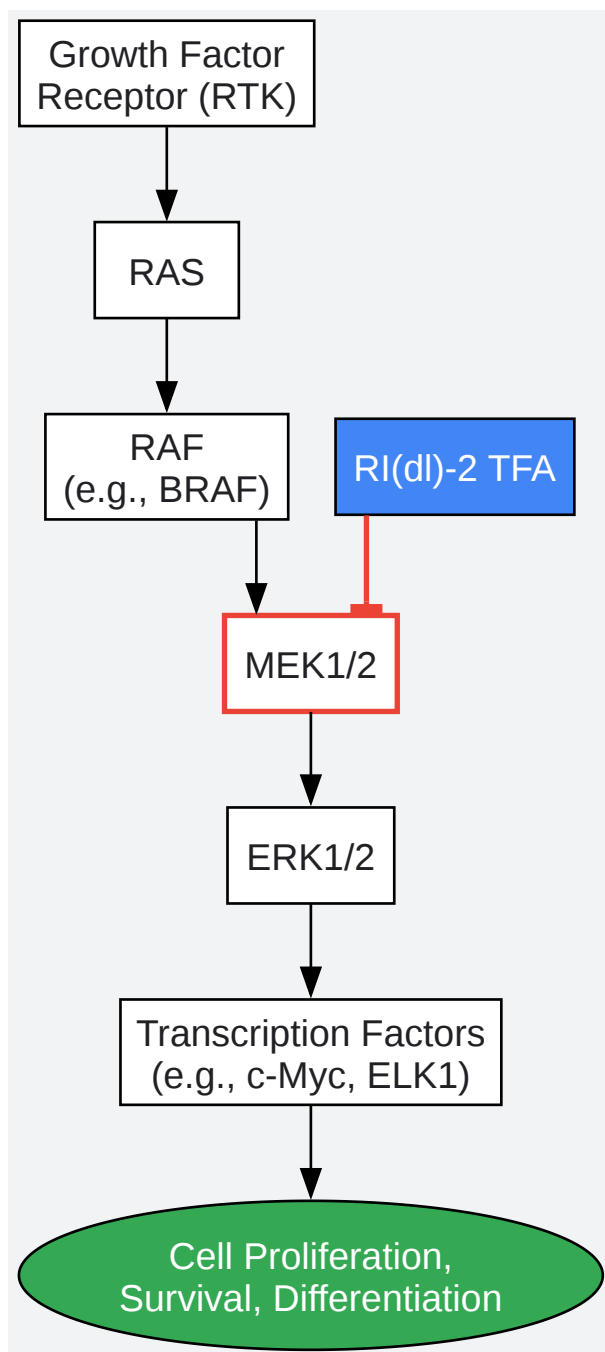 Growth Factor
Receptor (RTK)
RAS
RAF
(e.g., BRAF)
RI(dl)-2 TFA
MEK1/2
ERK1/2
Transcription Factors
(e.g., c-Myc, ELK1)
Cell Proliferation,
Survival, Differentiation